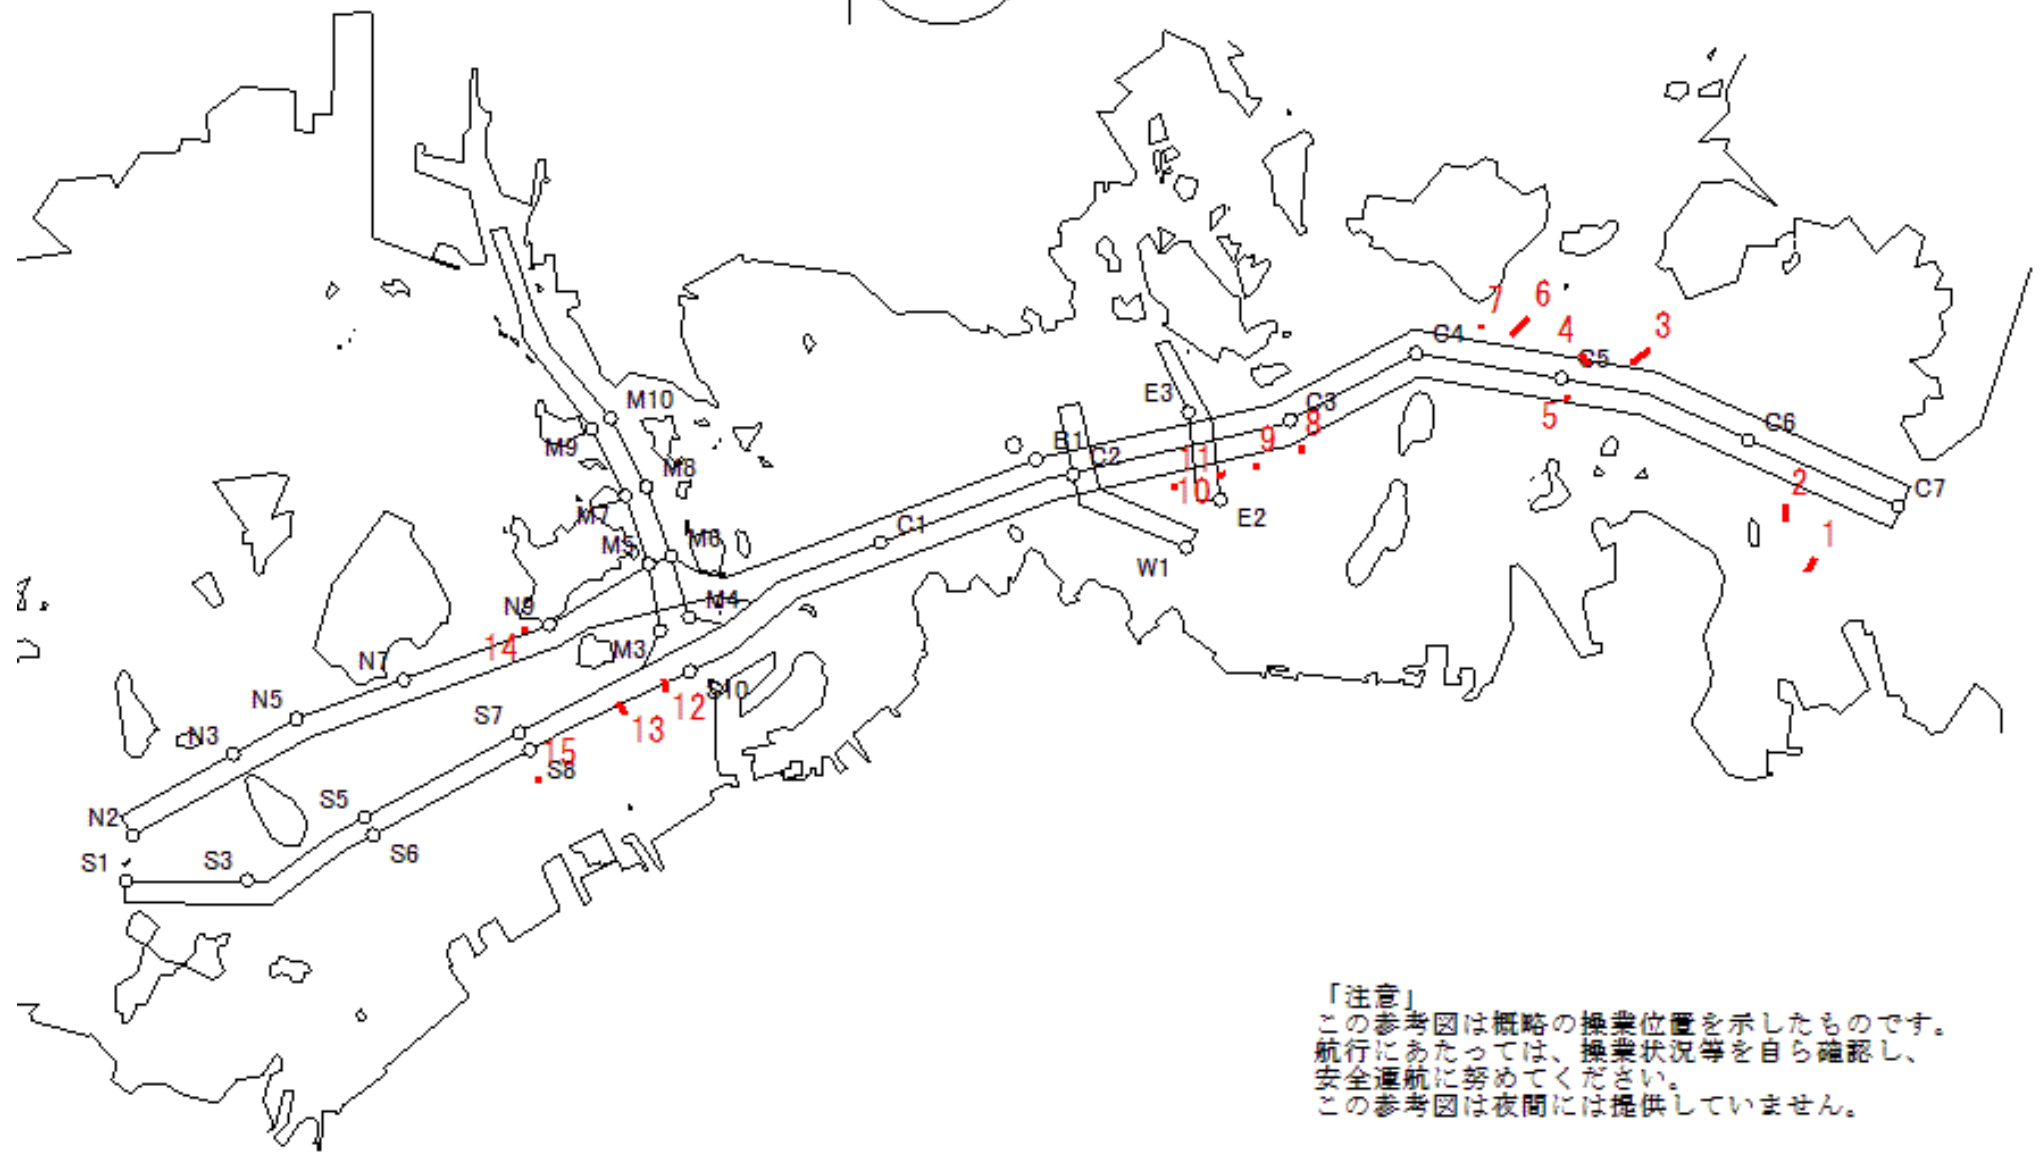 7
6
4
3
C4
C5
5
C6
C7
2
1
M10
M9
M8
M7
M5
M6
M4
M3
E3
B1
C2
C3
8
9
11
10
E2
W1
C1
N9
14
N7
N5
N3
N2
S1
S3
S5
S6
S7
15
S8
13
12
S10
「注意」
この参考図は概略の操業位置を示したものです。
航行にあたっては、操業状況等を自ら確認し、
安全運航に努めてください。
この参考図は夜間には提供していません。